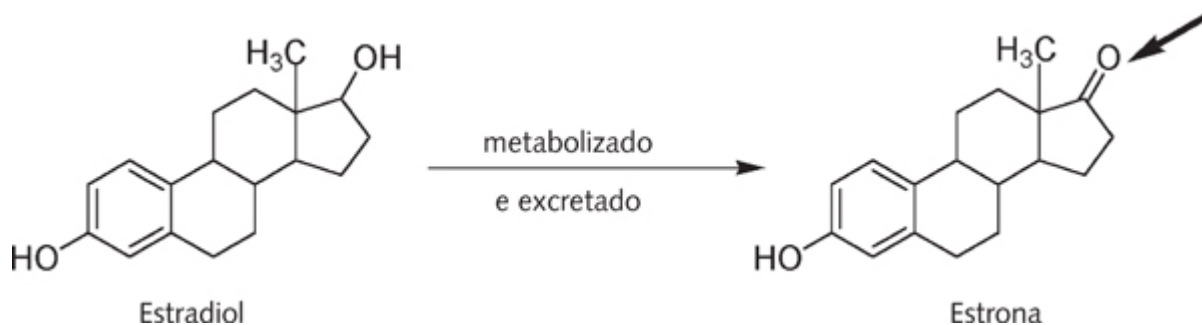 H₃C
OH
HO
Estradiol
metabolizado
e excretado
H₃C
O
HO
Estrona